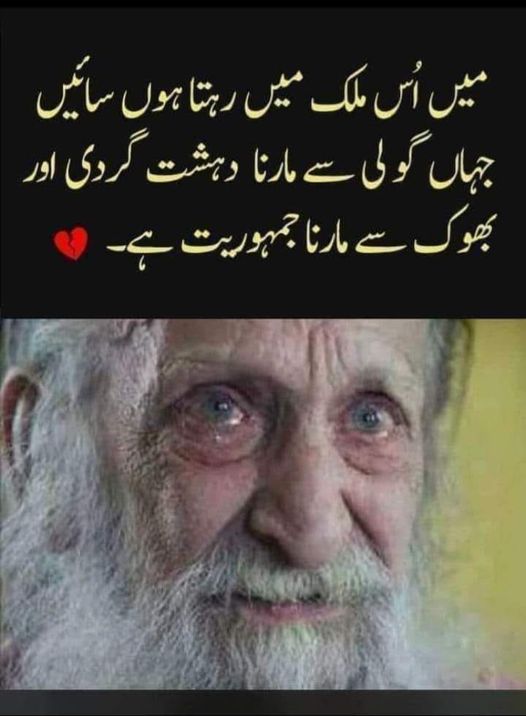 میں اُس ملک میں رہتا ہوں سائیں
جہاں گولی سے مارنا دہشت گردی اور
بھوک سے مارنا جمہوریت ہے۔ 💔